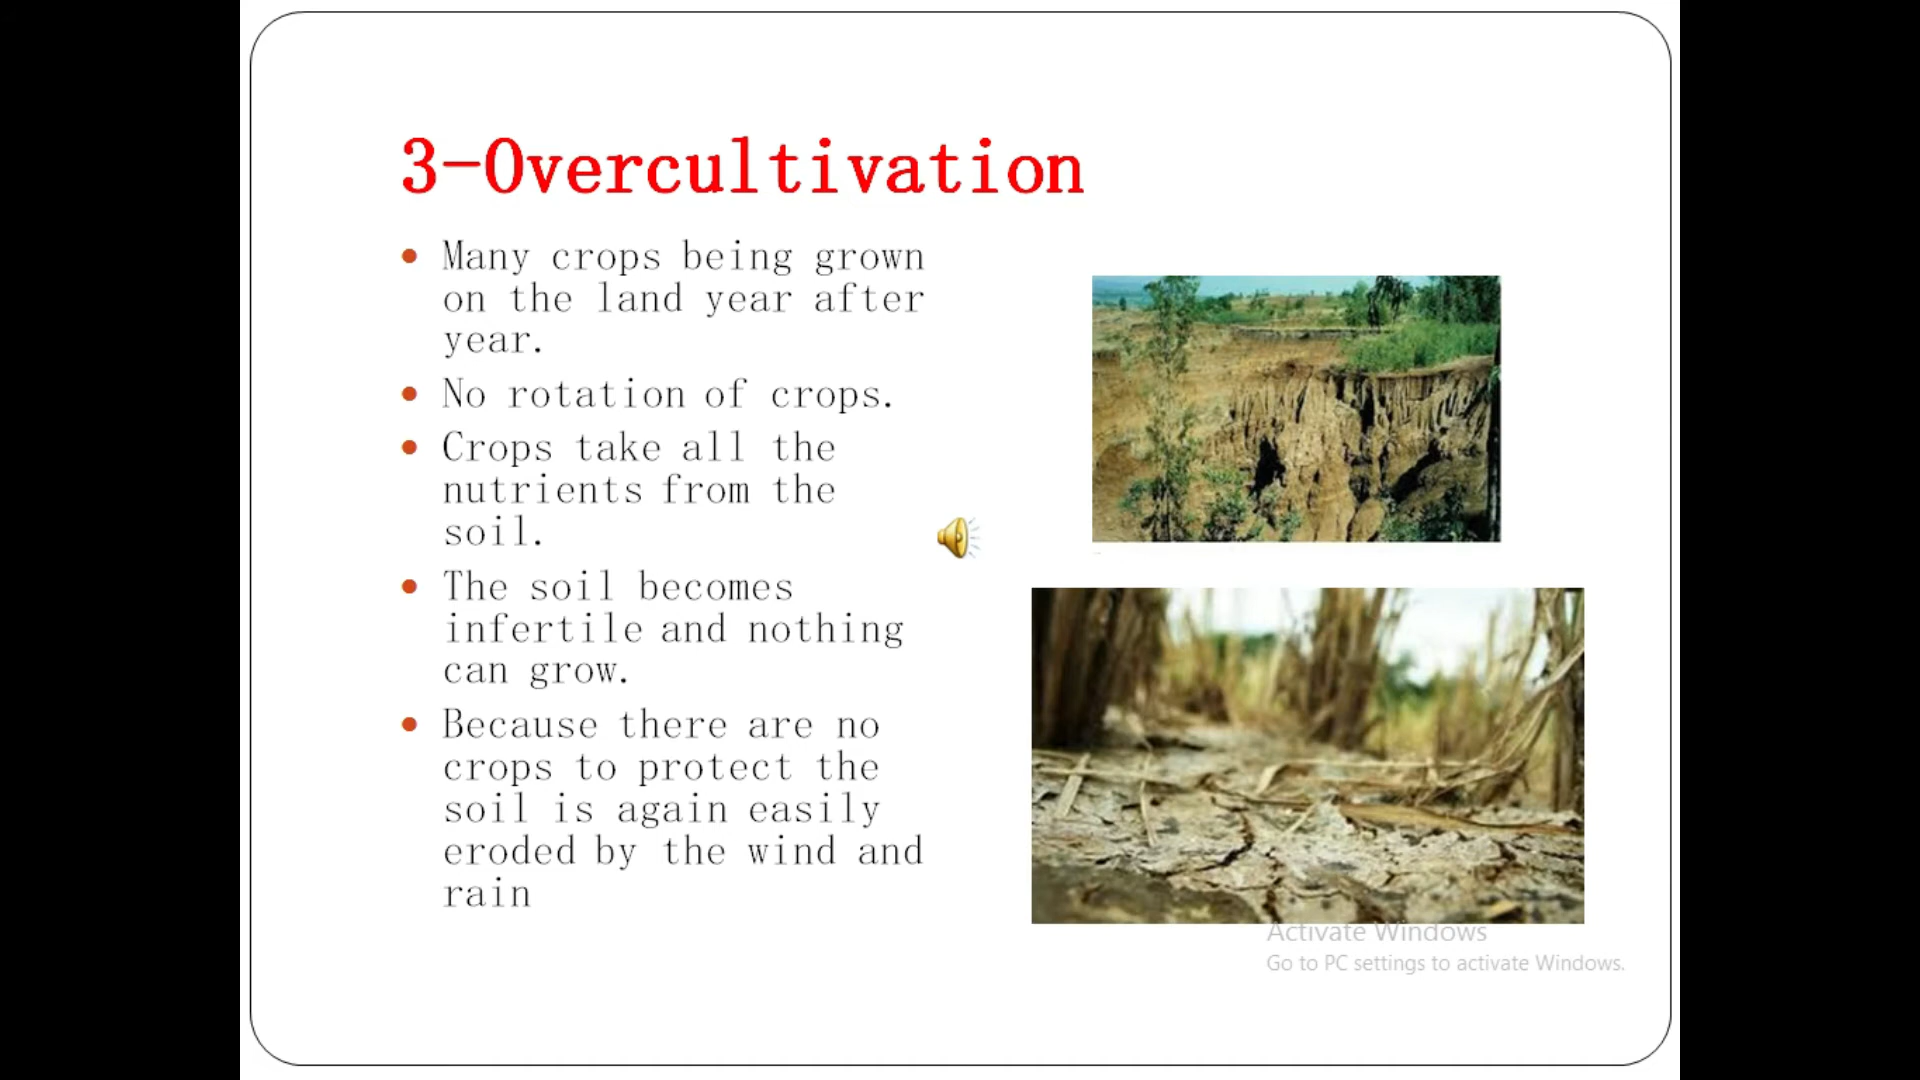 3-Overcultivation
Many crops being grown
on the land year after
year.
No rotation of crops.
Crops take all the
nutrients from the
soil.
The soil becomes
infertile and nothing
can grow.
Because there are no
crops to protect the
soil is again easily
eroded by the wind and
rain
Activate Windows
Go to PC settings to activate Windows.